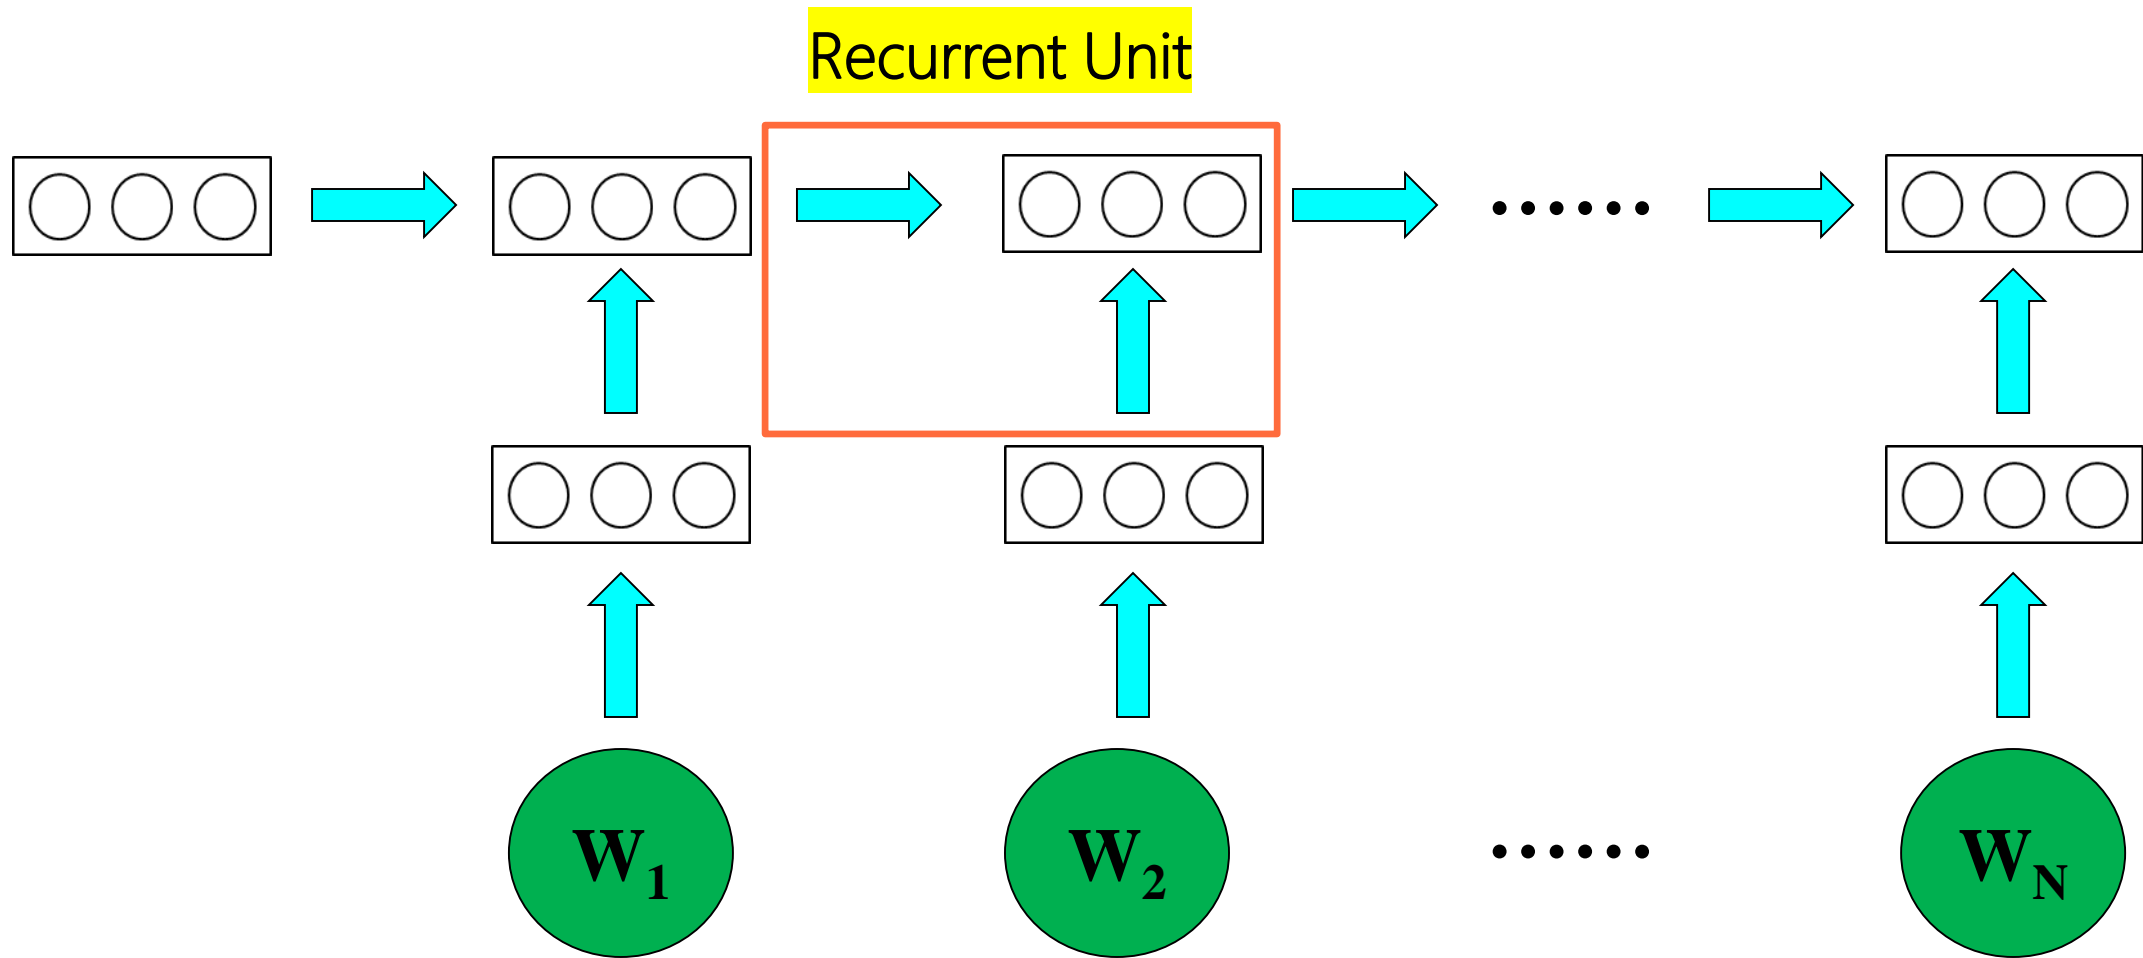 Recurrent Unit
......
W1
W2
......
WN